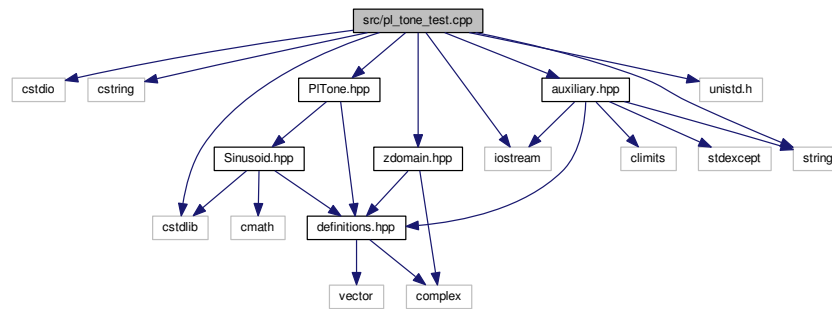 src/pl_tone_test.cpp
cstdio
cstring
PlTone.hpp
auxiliary.hpp
unistd.h
Sinusoid.hpp
zdomain.hpp
iostream
climits
stdexcept
string
cstdlib
cmath
definitions.hpp
vector
complex